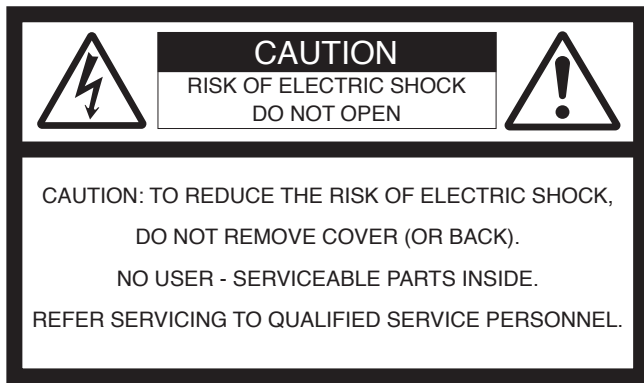 CAUTION
RISK OF ELECTRIC SHOCK
DO NOT OPEN
CAUTION: TO REDUCE THE RISK OF ELECTRIC SHOCK,
DO NOT REMOVE COVER (OR BACK).
NO USER - SERVICEABLE PARTS INSIDE.
REFER SERVICING TO QUALIFIED SERVICE PERSONNEL.